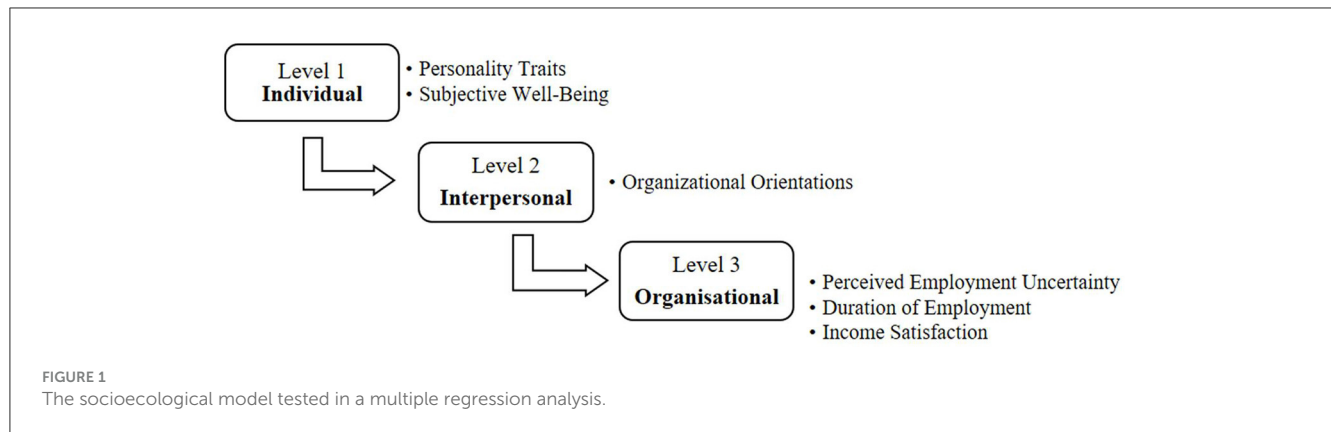 Level 1
Individual
• Personality Traits
• Subjective Well-Being
Level 2
Interpersonal
• Organizational Orientations
Level 3
Organisational
• Perceived Employment Uncertainty
• Duration of Employment
• Income Satisfaction
FIGURE 1
The socioecological model tested in a multiple regression analysis.